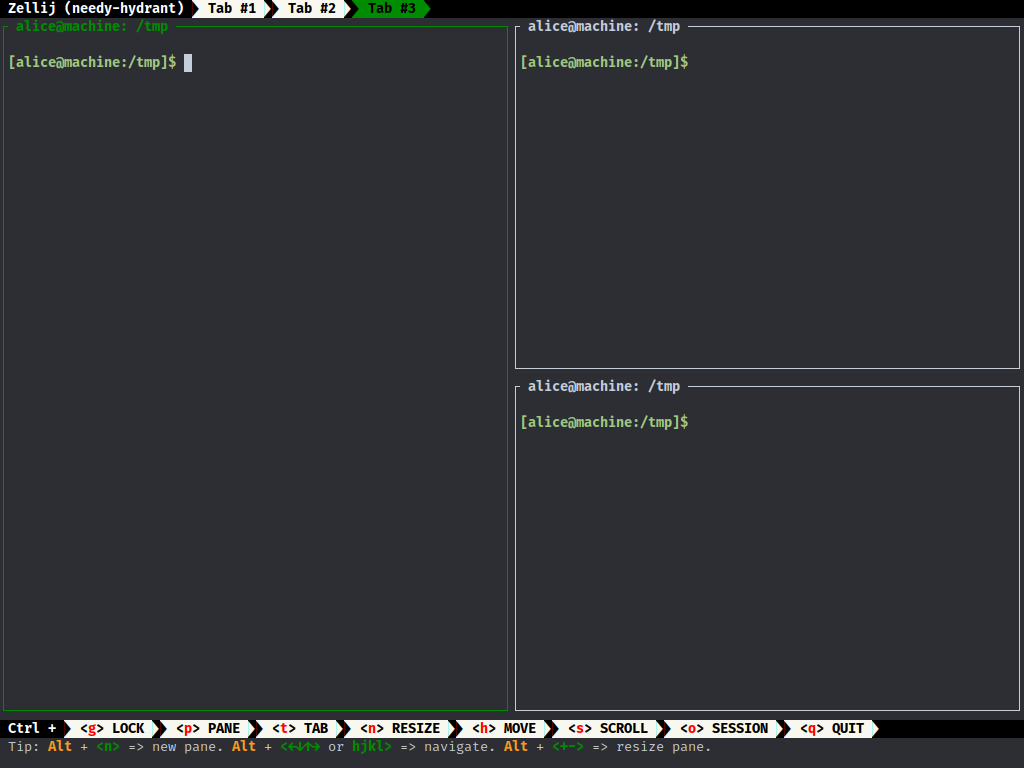 Zellij (needy-hydrant) Tab #1 Tab #2 Tab #3
alice@machine: /tmp
[alice@machine:/tmp]$
alice@machine: /tmp
[alice@machine:/tmp]$
alice@machine: /tmp
[alice@machine:/tmp]$
Ctrl + <g> LOCK <p> PANE <t> TAB <n> RESIZE <h> MOVE <s> SCROLL <o> SESSION <q> QUIT
Tip: Alt + <n> => new pane. Alt + <←↓↑→> or hjkl> => navigate. Alt + <+-> => resize pane.